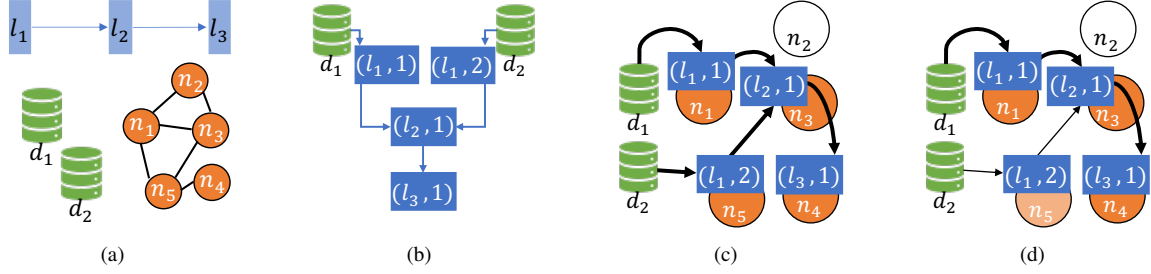 l₁ l₂ l₃
n₂
n₁ n₃
d₁
n₅ n₄
d₂
(a)
d₁ (l₁,1) (l₁,2) d₂
(l₂,1)
(l₃,1)
(b)
n₂
(l₁,1)
(l₂,1)
n₁ n₃
d₁
(l₁,2) (l₃,1)
d₂
n₅ n₄
(c)
n₂
(l₁,1)
(l₂,1)
n₁ n₃
d₁
(l₁,2) (l₃,1)
d₂
n₅ n₄
(d)